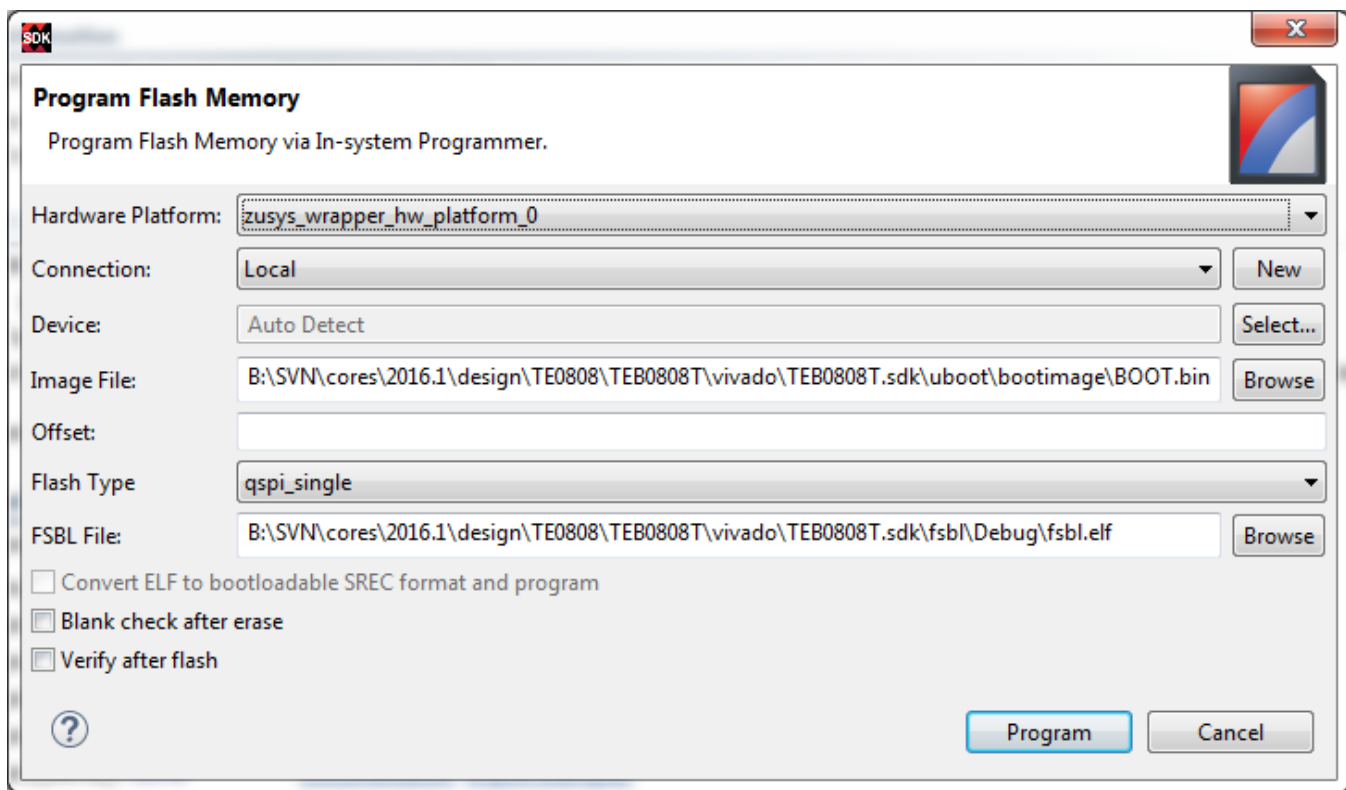 SDK
Program Flash Memory
Program Flash Memory via In-system Programmer.
Hardware Platform: zusys_wrapper_hw_platform_0
Connection: Local New
Device: Auto Detect Select...
Image File: B:\SVN\cores\2016.1\design\TE0808\TEB0808T\vivado\TEB0808T.sdk\uboot\bootimage\BOOT.bin Browse
Offset:
Flash Type qspi_single
FSBL File: B:\SVN\cores\2016.1\design\TE0808\TEB0808T\vivado\TEB0808T.sdk\fsbl\Debug\fsbl.elf Browse
Convert ELF to bootloadable SREC format and program
Blank check after erase
Verify after flash
? Program Cancel